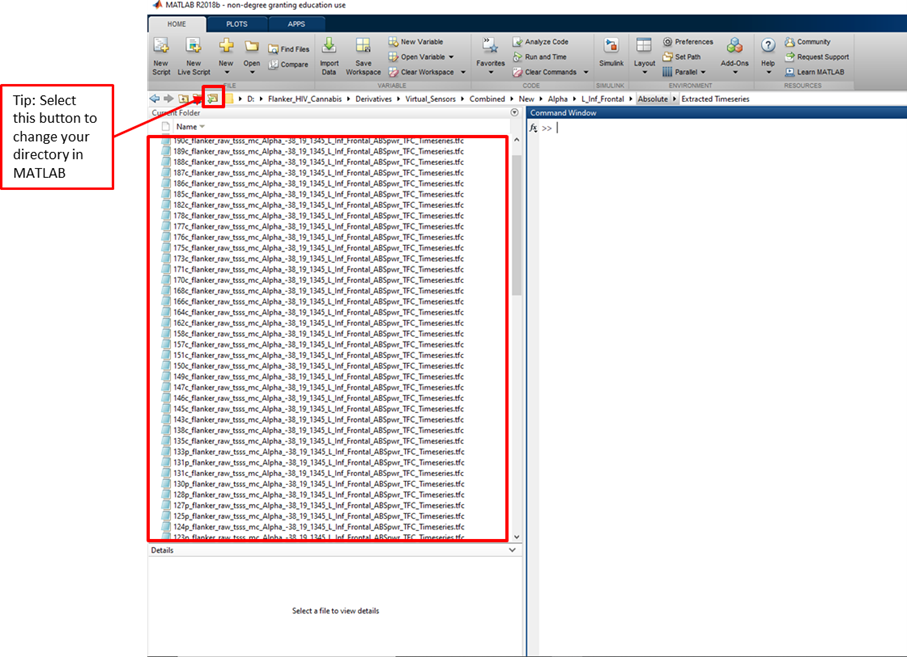 MATLAB R2018b - non-degree granting education use
HOME PLOTS APPS
New Script
New Live Script
New
Open
Find Files
Compare
Import Data
Save Workspace
New Variable
Open Variable
Clear Workspace
Favorites
Analyze Code
Run and Time
Clear Commands
Simulink
Layout
Preferences
Set Path
Parallel
Add-Ons
Help
Community
Request Support
Learn MATLAB
FILE VARIABLE CODE SIMULINK ENVIRONMENT RESOURCES
Tip: Select
this button to
change your
directory in
MATLAB
D: Flanker_HIV_Cannabis Derivatives Virtual_Sensors Combined New Alpha L_Inf_Frontal Absolute Extracted Timeseries
Current Folder
Name
190c_flanker_raw_tsss_mc_Alpha_-38_19_1345_L_Inf_Frontal_ABSpwr_TFC_Timeseries.tfc
189c_flanker_raw_tsss_mc_Alpha_-38_19_1345_L_Inf_Frontal_ABSpwr_TFC_Timeseries.tfc
188c_flanker_raw_tsss_mc_Alpha_-38_19_1345_L_Inf_Frontal_ABSpwr_TFC_Timeseries.tfc
187c_flanker_raw_tsss_mc_Alpha_-38_19_1345_L_Inf_Frontal_ABSpwr_TFC_Timeseries.tfc
186c_flanker_raw_tsss_mc_Alpha_-38_19_1345_L_Inf_Frontal_ABSpwr_TFC_Timeseries.tfc
185c_flanker_raw_tsss_mc_Alpha_-38_19_1345_L_Inf_Frontal_ABSpwr_TFC_Timeseries.tfc
182c_flanker_raw_tsss_mc_Alpha_-38_19_1345_L_Inf_Frontal_ABSpwr_TFC_Timeseries.tfc
178c_flanker_raw_tsss_mc_Alpha_-38_19_1345_L_Inf_Frontal_ABSpwr_TFC_Timeseries.tfc
177c_flanker_raw_tsss_mc_Alpha_-38_19_1345_L_Inf_Frontal_ABSpwr_TFC_Timeseries.tfc
176c_flanker_raw_tsss_mc_Alpha_-38_19_1345_L_Inf_Frontal_ABSpwr_TFC_Timeseries.tfc
175c_flanker_raw_tsss_mc_Alpha_-38_19_1345_L_Inf_Frontal_ABSpwr_TFC_Timeseries.tfc
173c_flanker_raw_tsss_mc_Alpha_-38_19_1345_L_Inf_Frontal_ABSpwr_TFC_Timeseries.tfc
171c_flanker_raw_tsss_mc_Alpha_-38_19_1345_L_Inf_Frontal_ABSpwr_TFC_Timeseries.tfc
170c_flanker_raw_tsss_mc_Alpha_-38_19_1345_L_Inf_Frontal_ABSpwr_TFC_Timeseries.tfc
168c_flanker_raw_tsss_mc_Alpha_-38_19_1345_L_Inf_Frontal_ABSpwr_TFC_Timeseries.tfc
166c_flanker_raw_tsss_mc_Alpha_-38_19_1345_L_Inf_Frontal_ABSpwr_TFC_Timeseries.tfc
164c_flanker_raw_tsss_mc_Alpha_-38_19_1345_L_Inf_Frontal_ABSpwr_TFC_Timeseries.tfc
162c_flanker_raw_tsss_mc_Alpha_-38_19_1345_L_Inf_Frontal_ABSpwr_TFC_Timeseries.tfc
158c_flanker_raw_tsss_mc_Alpha_-38_19_1345_L_Inf_Frontal_ABSpwr_TFC_Timeseries.tfc
157c_flanker_raw_tsss_mc_Alpha_-38_19_1345_L_Inf_Frontal_ABSpwr_TFC_Timeseries.tfc
151c_flanker_raw_tsss_mc_Alpha_-38_19_1345_L_Inf_Frontal_ABSpwr_TFC_Timeseries.tfc
150c_flanker_raw_tsss_mc_Alpha_-38_19_1345_L_Inf_Frontal_ABSpwr_TFC_Timeseries.tfc
149c_flanker_raw_tsss_mc_Alpha_-38_19_1345_L_Inf_Frontal_ABSpwr_TFC_Timeseries.tfc
147c_flanker_raw_tsss_mc_Alpha_-38_19_1345_L_Inf_Frontal_ABSpwr_TFC_Timeseries.tfc
146c_flanker_raw_tsss_mc_Alpha_-38_19_1345_L_Inf_Frontal_ABSpwr_TFC_Timeseries.tfc
145c_flanker_raw_tsss_mc_Alpha_-38_19_1345_L_Inf_Frontal_ABSpwr_TFC_Timeseries.tfc
143c_flanker_raw_tsss_mc_Alpha_-38_19_1345_L_Inf_Frontal_ABSpwr_TFC_Timeseries.tfc
138c_flanker_raw_tsss_mc_Alpha_-38_19_1345_L_Inf_Frontal_ABSpwr_TFC_Timeseries.tfc
135c_flanker_raw_tsss_mc_Alpha_-38_19_1345_L_Inf_Frontal_ABSpwr_TFC_Timeseries.tfc
133p_flanker_raw_tsss_mc_Alpha_-38_19_1345_L_Inf_Frontal_ABSpwr_TFC_Timeseries.tfc
131p_flanker_raw_tsss_mc_Alpha_-38_19_1345_L_Inf_Frontal_ABSpwr_TFC_Timeseries.tfc
131c_flanker_raw_tsss_mc_Alpha_-38_19_1345_L_Inf_Frontal_ABSpwr_TFC_Timeseries.tfc
130p_flanker_raw_tsss_mc_Alpha_-38_19_1345_L_Inf_Frontal_ABSpwr_TFC_Timeseries.tfc
128p_flanker_raw_tsss_mc_Alpha_-38_19_1345_L_Inf_Frontal_ABSpwr_TFC_Timeseries.tfc
127p_flanker_raw_tsss_mc_Alpha_-38_19_1345_L_Inf_Frontal_ABSpwr_TFC_Timeseries.tfc
125p_flanker_raw_tsss_mc_Alpha_-38_19_1345_L_Inf_Frontal_ABSpwr_TFC_Timeseries.tfc
124p_flanker_raw_tsss_mc_Alpha_-38_19_1345_L_Inf_Frontal_ABSpwr_TFC_Timeseries.tfc
123p_flanker_raw_tsss_mc_Alpha_-38_19_1345_L_Inf_Frontal_ABSpwr_TFC_Timeseries.tfc
Details
Select a file to view details
Command Window
fx >>